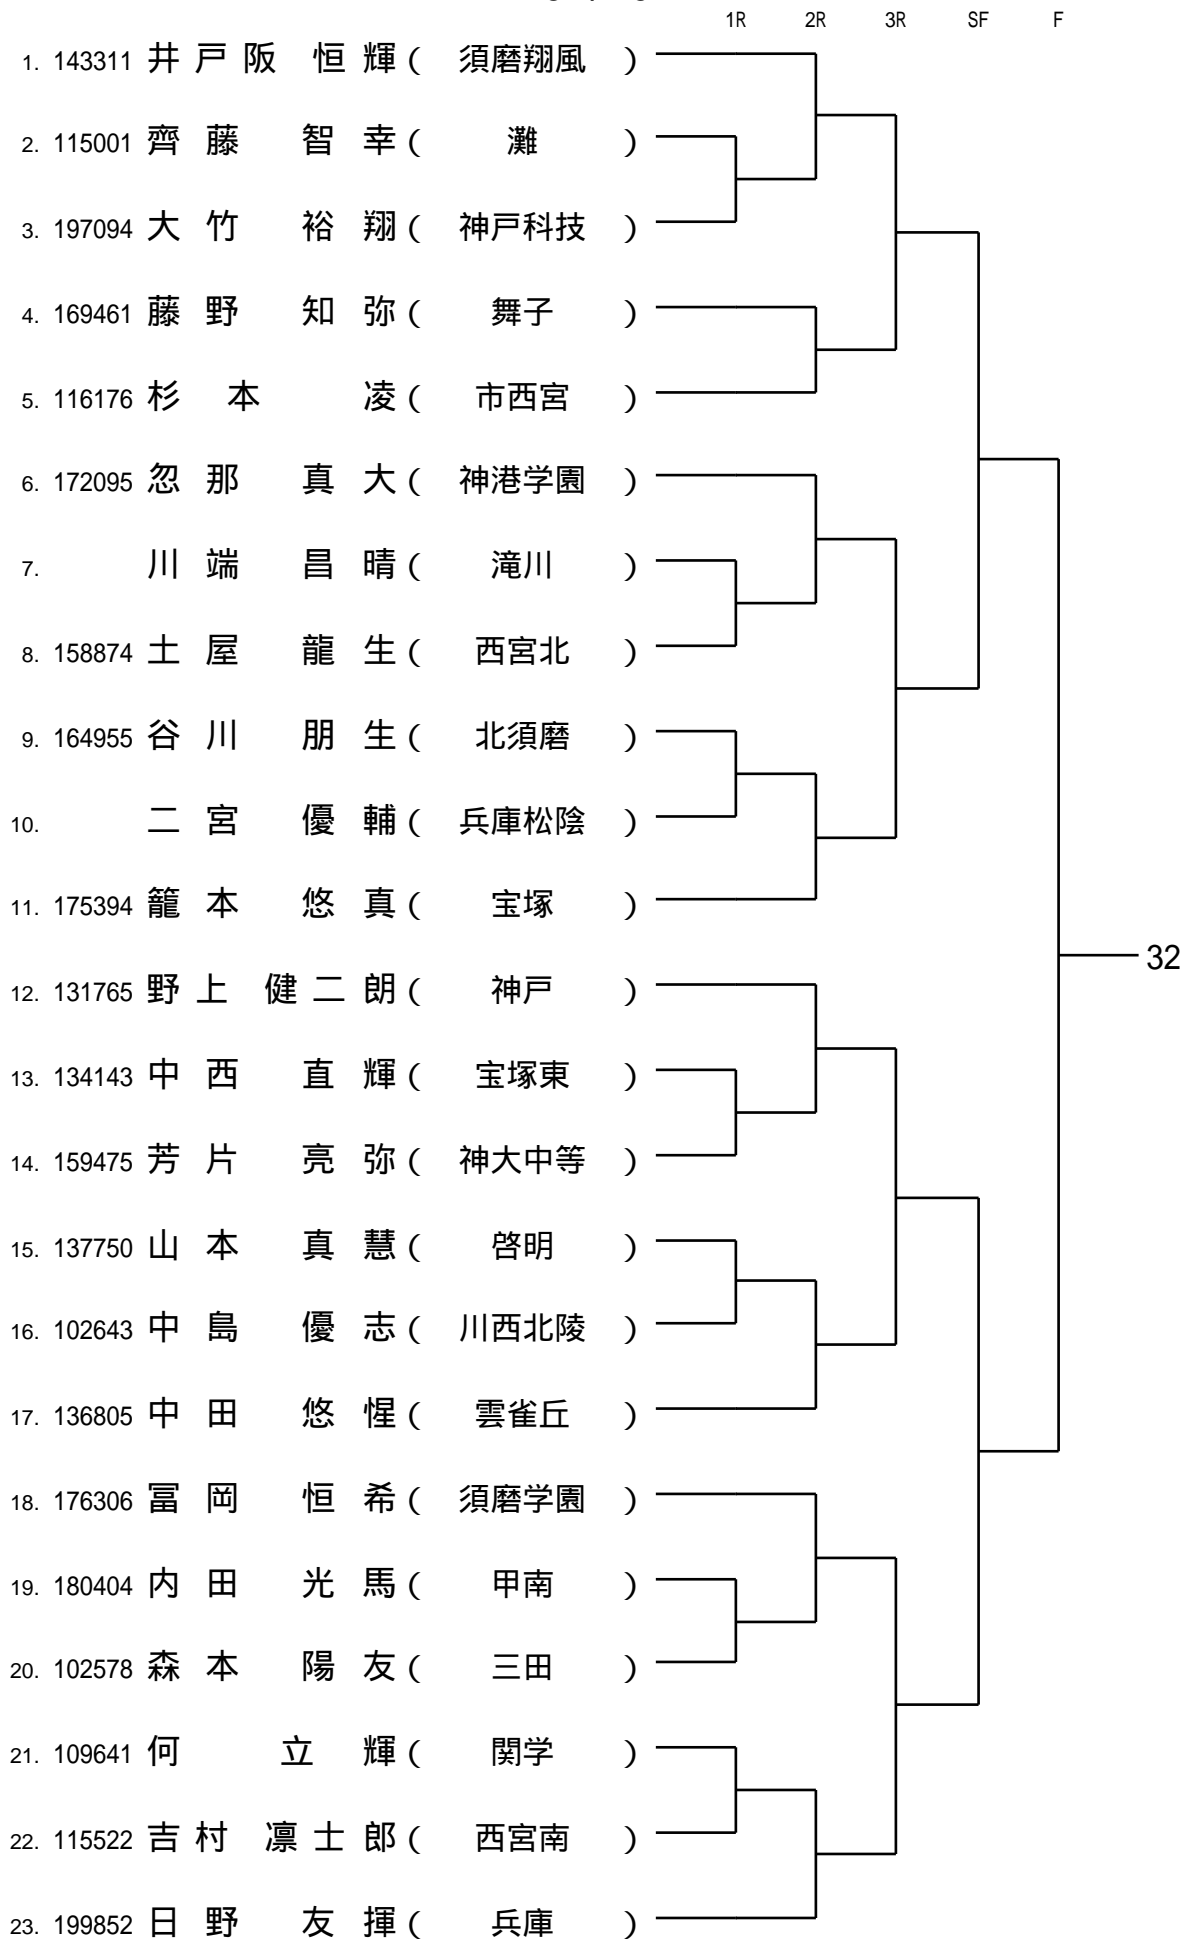 1R 2R 3R SF F
1. 143311 井戸阪 恒輝 ( 須磨翔風 )
2. 115001 齊藤 智幸 ( 灘 )
3. 197094 大竹 裕翔 ( 神戸科技 )
4. 169461 藤野 知弥 ( 舞子 )
5. 116176 杉本 凌 ( 市西宮 )
6. 172095 忽那 真大 ( 神港学園 )
7. 川端 昌晴 ( 滝川 )
8. 158874 土屋 龍生 ( 西宮北 )
9. 164955 谷川 朋生 ( 北須磨 )
10. 二宮 優輔 ( 兵庫松陰 )
11. 175394 籠本 悠真 ( 宝塚 )
32
12. 131765 野上 健二朗 ( 神戸 )
13. 134143 中西 直輝 ( 宝塚東 )
14. 159475 芳片 亮弥 ( 神大中等 )
15. 137750 山本 真慧 ( 啓明 )
16. 102643 中島 優志 ( 川西北陵 )
17. 136805 中田 悠惺 ( 雲雀丘 )
18. 176306 冨岡 恒希 ( 須磨学園 )
19. 180404 内田 光馬 ( 甲南 )
20. 102578 森本 陽友 ( 三田 )
21. 109641 何 立輝 ( 関学 )
22. 115522 吉村 凛士郎 ( 西宮南 )
23. 199852 日野 友揮 ( 兵庫 )